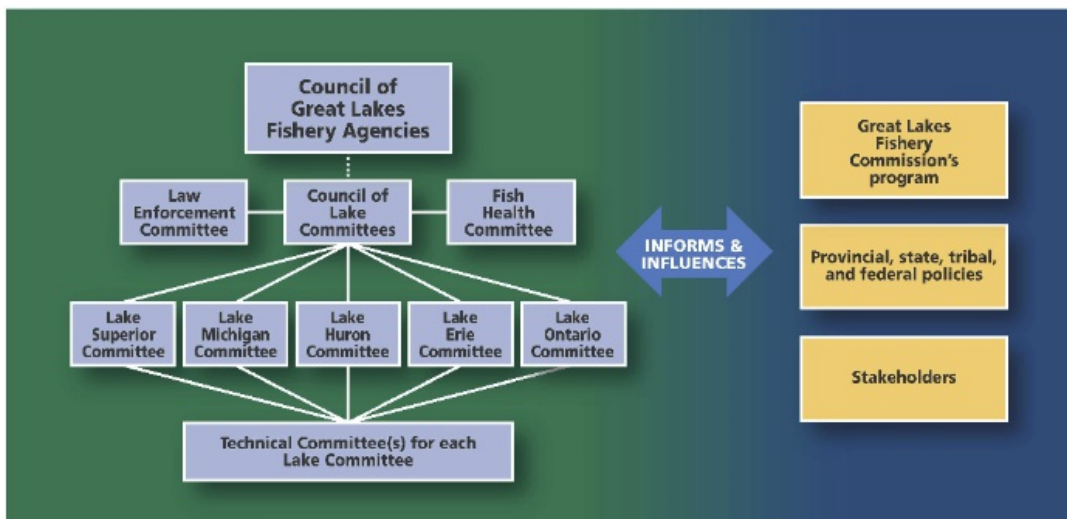 Council of
Great Lakes
Fishery Agencies
Law
Enforcement
Committee
Council of
Lake
Committees
Fish
Health
Committee
Lake
Superior
Committee
Lake
Michigan
Committee
Lake
Huron
Committee
Lake
Erie
Committee
Lake
Ontario
Committee
Technical Committee(s) for each
Lake Committee
INFORMS &
INFLUENCES
Great Lakes
Fishery
Commission's
program
Provincial, state, tribal,
and federal policies
Stakeholders